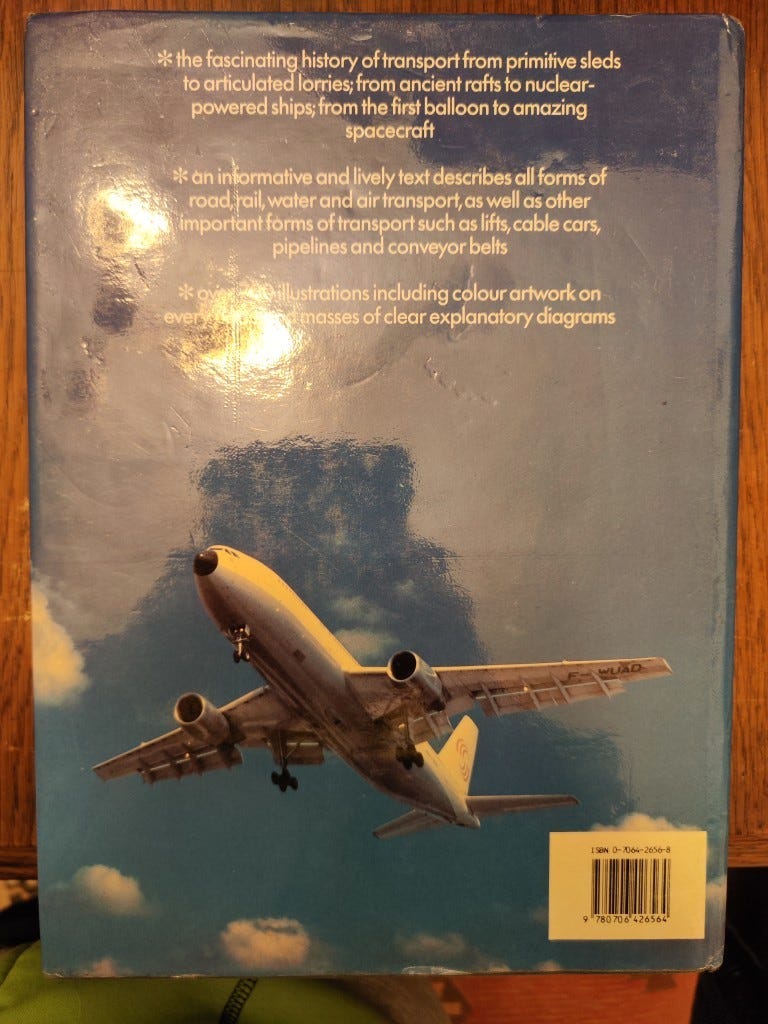 * the fascinating history of transport from primitive sleds
to articulated lorries; from ancient rafts to nuclear-
powered ships; from the first balloon to amazing
spacecraft
* an informative and lively text describes all forms of
road, rail, water and air transport, as well as other
important forms of transport such as lifts, cable cars,
pipelines and conveyor belts
* illustrations including colour artwork on
masses of clear explanatory diagrams
F-WUAD
ISBN 0-7064-2656-8
9 780706 426564